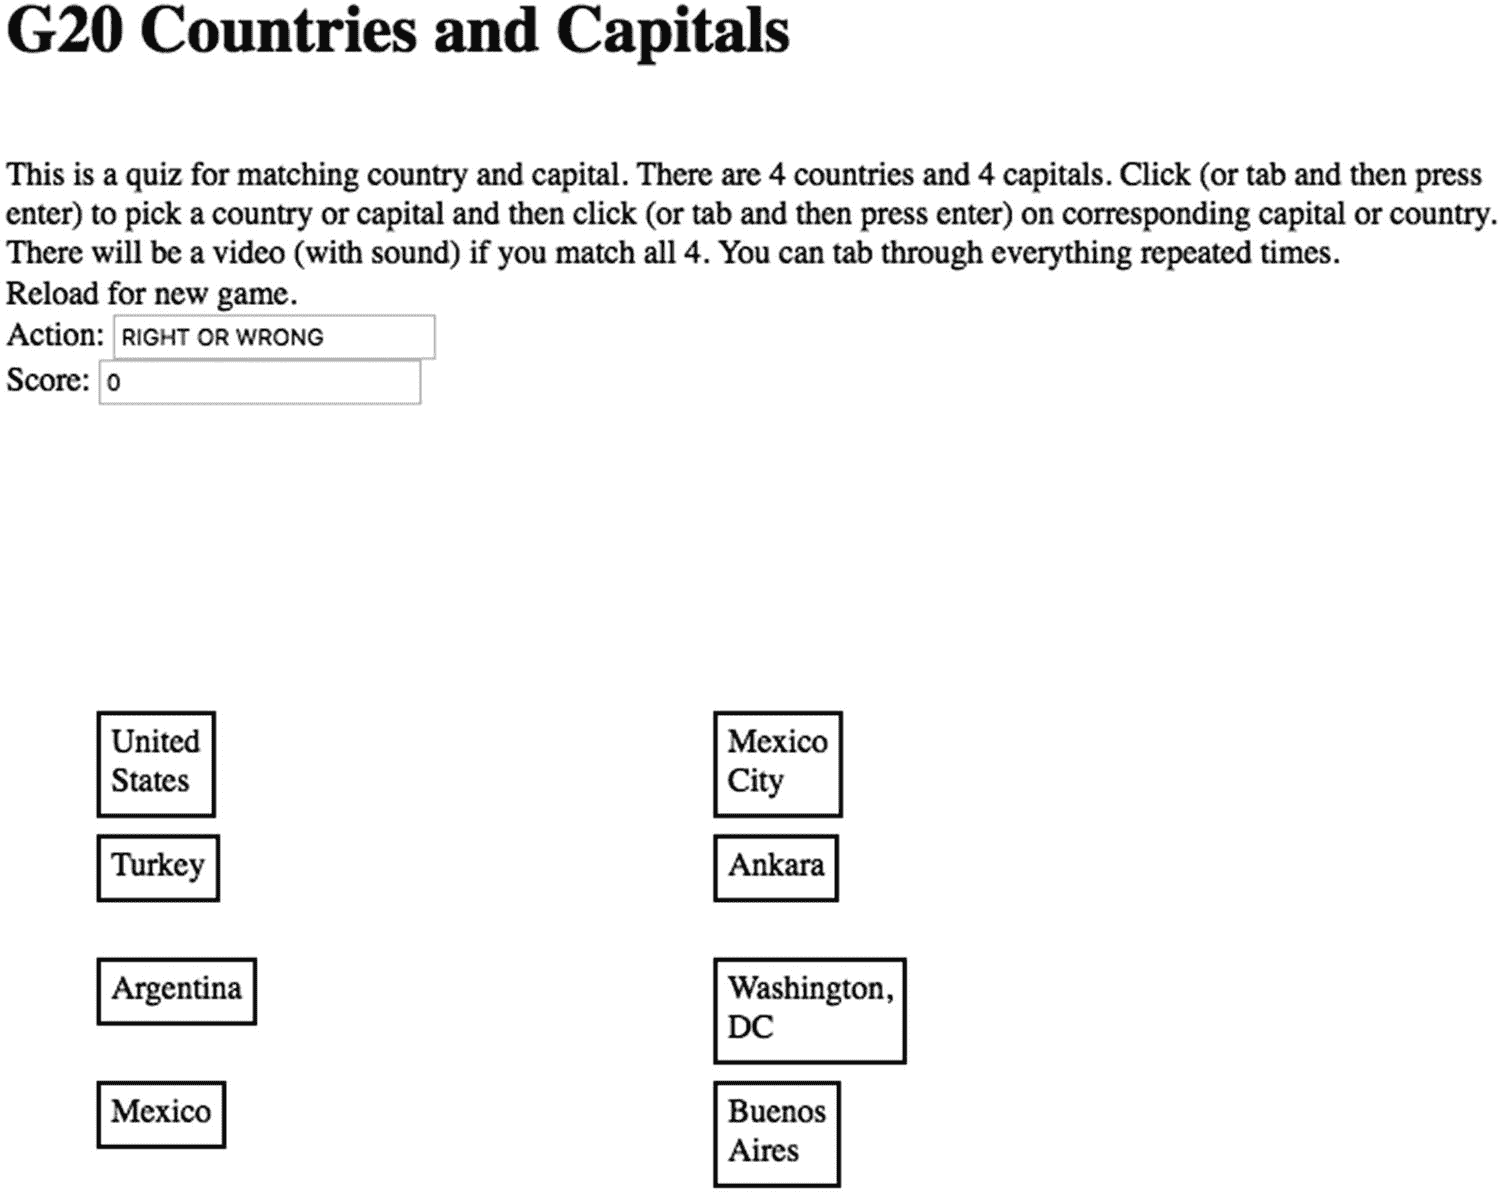 G20 Countries and Capitals
This is a quiz for matching country and capital. There are 4 countries and 4 capitals. Click (or tab and then press
enter) to pick a country or capital and then click (or tab and then press enter) on corresponding capital or country.
There will be a video (with sound) if you match all 4. You can tab through everything repeated times.
Reload for new game.
Action: RIGHT OR WRONG
Score: 0
United
States
Mexico
City
Turkey
Ankara
Argentina
Washington,
DC
Mexico
Buenos
Aires